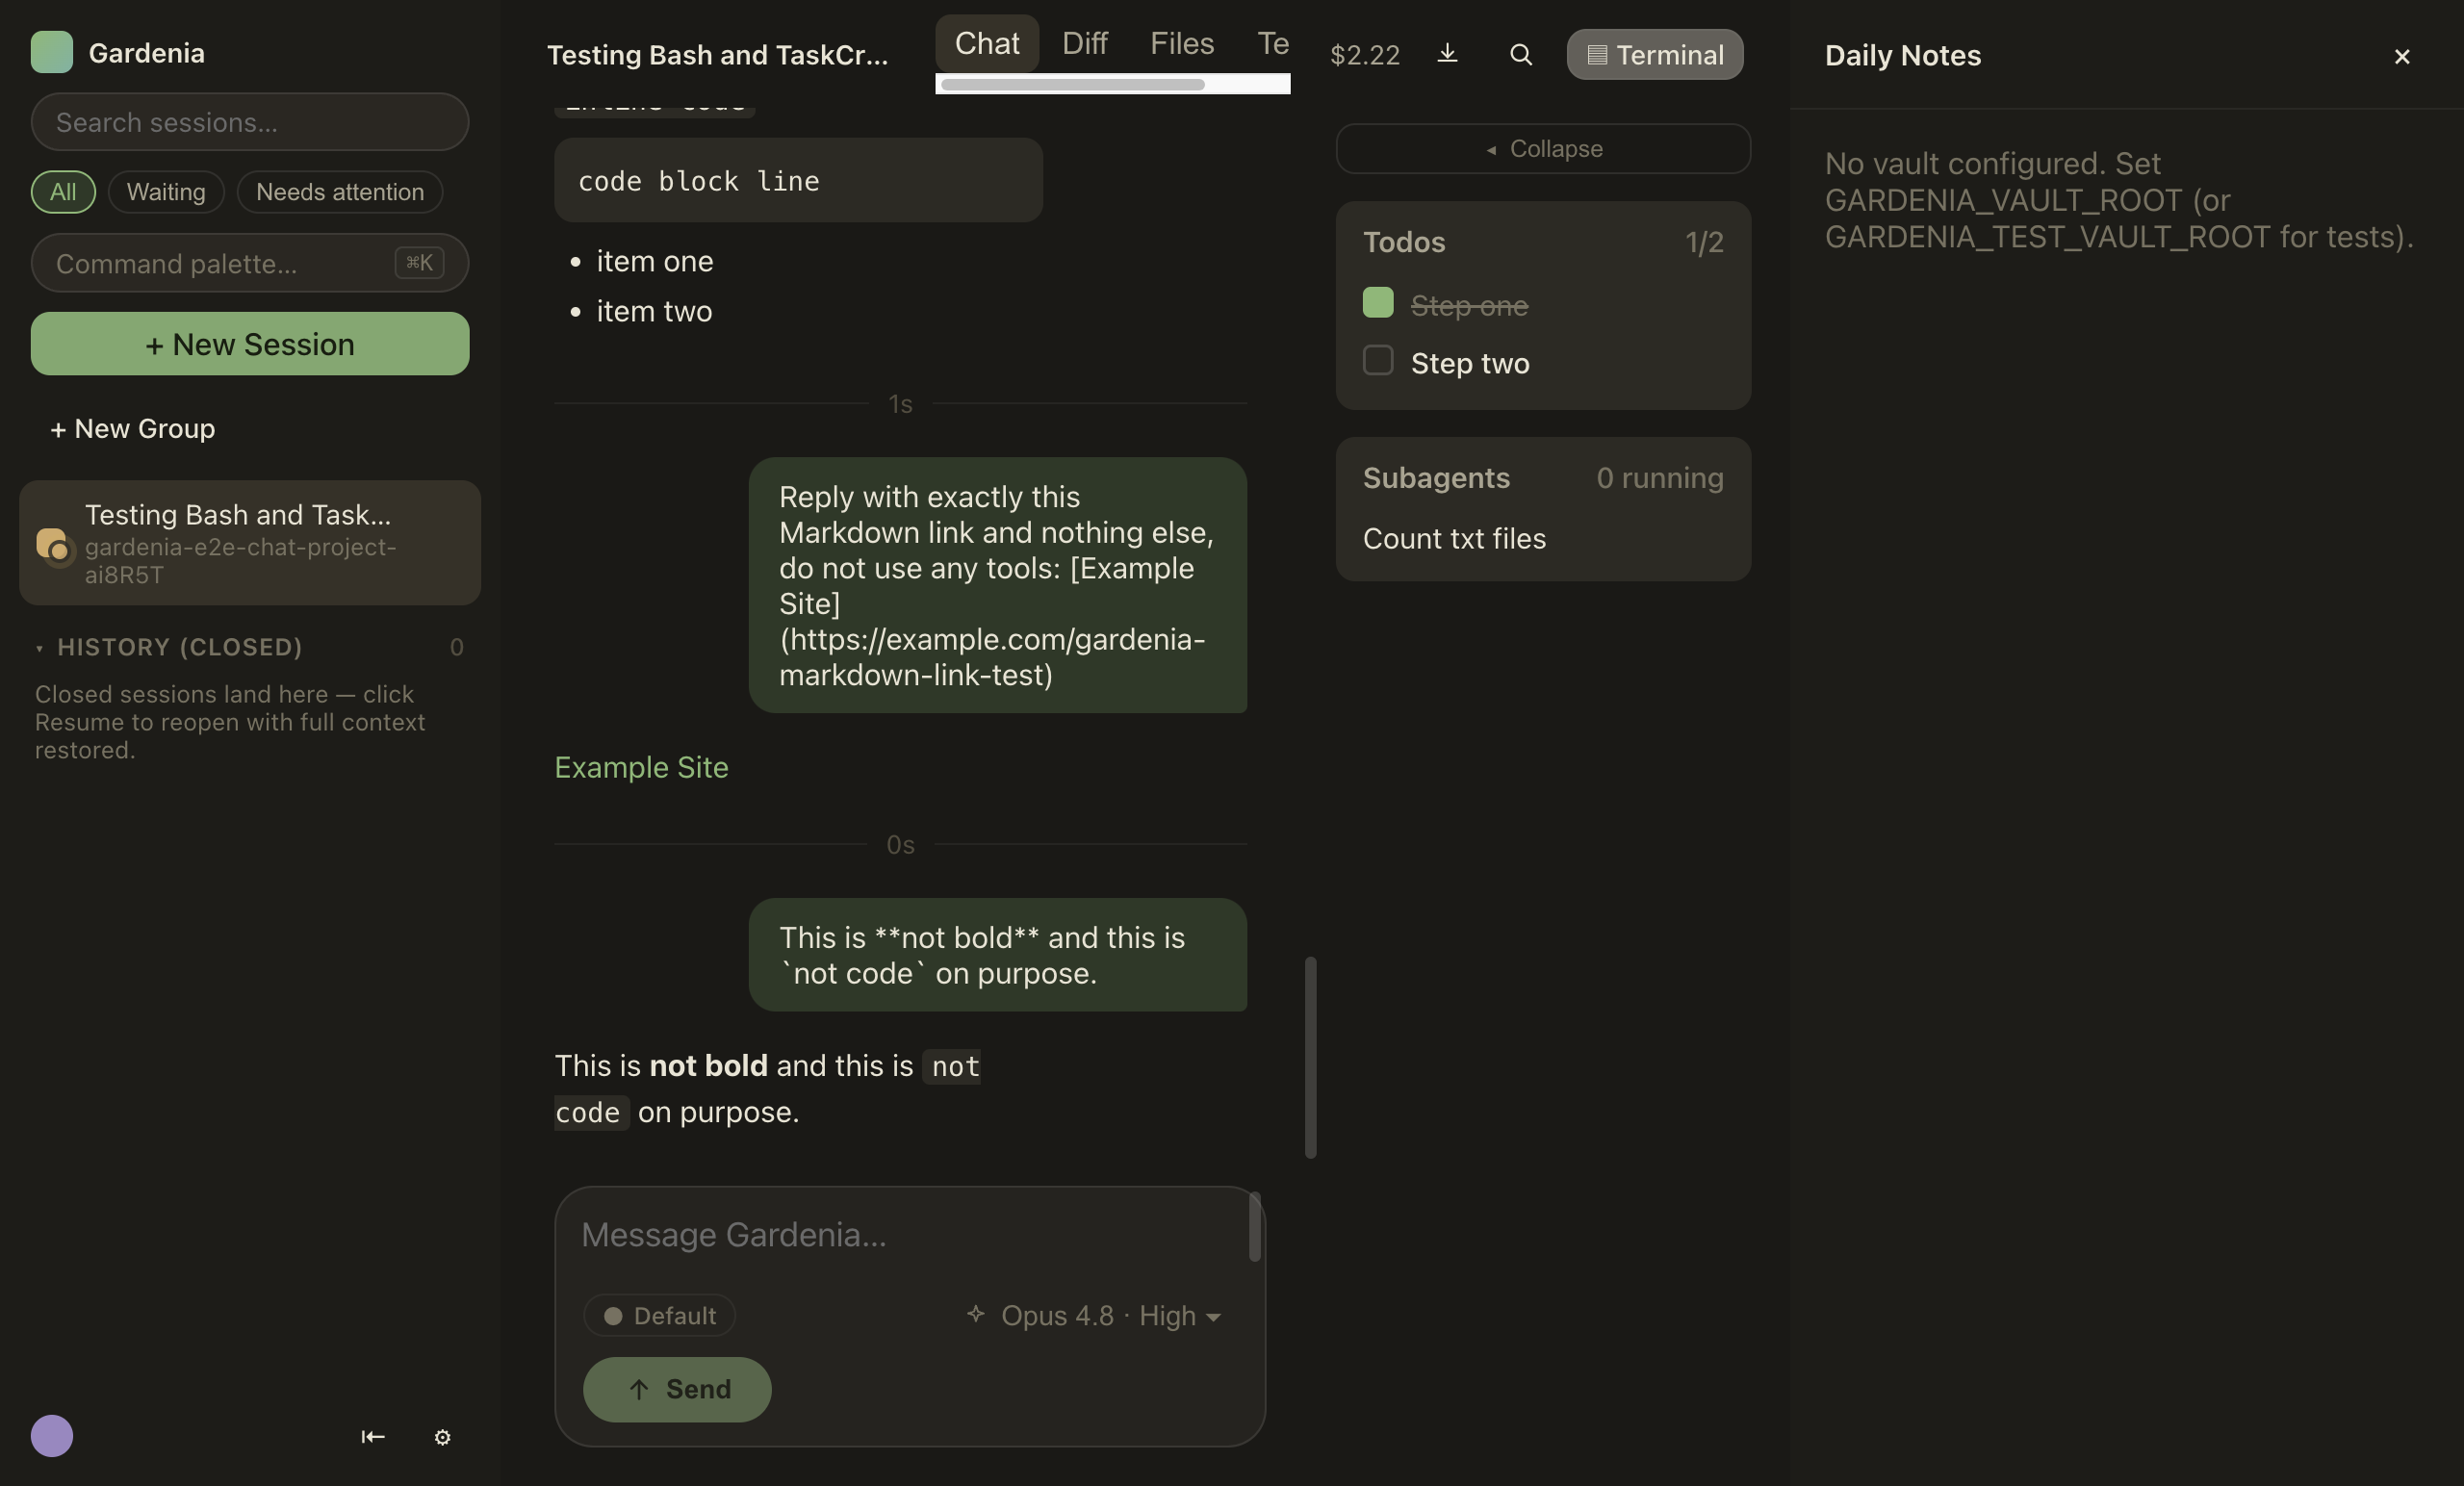 Gardenia
Search sessions...
All
Waiting
Needs attention
Command palette...
⌘K
+ New Session
+ New Group
Testing Bash and Task...
gardenia-e2e-chat-project-
ai8R5T
HISTORY (CLOSED)
0
Closed sessions land here — click
Resume to reopen with full context
restored.
Testing Bash and TaskCr...
Chat
Diff
Files
Te
$2.22
Terminal
code block line
• item one
• item two
1s
Reply with exactly this
Markdown link and nothing else,
do not use any tools: [Example
Site]
(https://example.com/gardenia-
markdown-link-test)
Example Site
0s
This is **not bold** and this is
`not code` on purpose.
This is not bold and this is not
code on purpose.
Message Gardenia...
Default
Opus 4.8 · High
Send
Collapse
Todos
1/2
Step one
Step two
Subagents
0 running
Count txt files
Daily Notes
×
No vault configured. Set
GARDENIA_VAULT_ROOT (or
GARDENIA_TEST_VAULT_ROOT for tests).